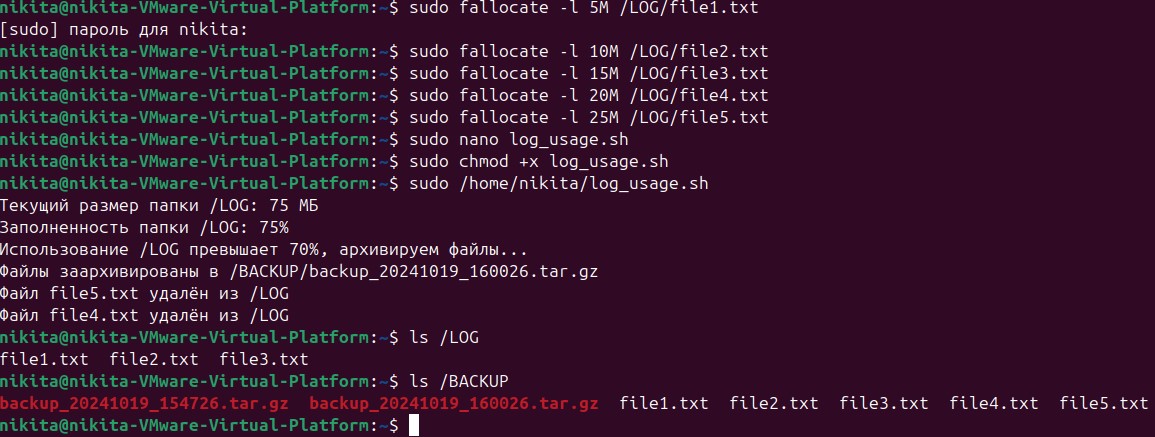 nikita@nikita-VMware-Virtual-Platform:~$ sudo fallocate -l 5M /LOG/file1.txt
[sudo] пароль для nikita:
nikita@nikita-VMware-Virtual-Platform:~$ sudo fallocate -l 10M /LOG/file2.txt
nikita@nikita-VMware-Virtual-Platform:~$ sudo fallocate -l 15M /LOG/file3.txt
nikita@nikita-VMware-Virtual-Platform:~$ sudo fallocate -l 20M /LOG/file4.txt
nikita@nikita-VMware-Virtual-Platform:~$ sudo fallocate -l 25M /LOG/file5.txt
nikita@nikita-VMware-Virtual-Platform:~$ sudo nano log_usage.sh
nikita@nikita-VMware-Virtual-Platform:~$ sudo chmod +x log_usage.sh
nikita@nikita-VMware-Virtual-Platform:~$ sudo /home/nikita/log_usage.sh
Текущий размер папки /LOG: 75 МБ
Заполненность папки /LOG: 75%
Использование /LOG превышает 70%, архивируем файлы...
Файлы заархивированы в /BACKUP/backup_20241019_160026.tar.gz
Файл file5.txt удалён из /LOG
Файл file4.txt удалён из /LOG
nikita@nikita-VMware-Virtual-Platform:~$ ls /LOG
file1.txt  file2.txt  file3.txt
nikita@nikita-VMware-Virtual-Platform:~$ ls /BACKUP
backup_20241019_154726.tar.gz  backup_20241019_160026.tar.gz  file1.txt  file2.txt  file3.txt  file4.txt  file5.txt
nikita@nikita-VMware-Virtual-Platform:~$